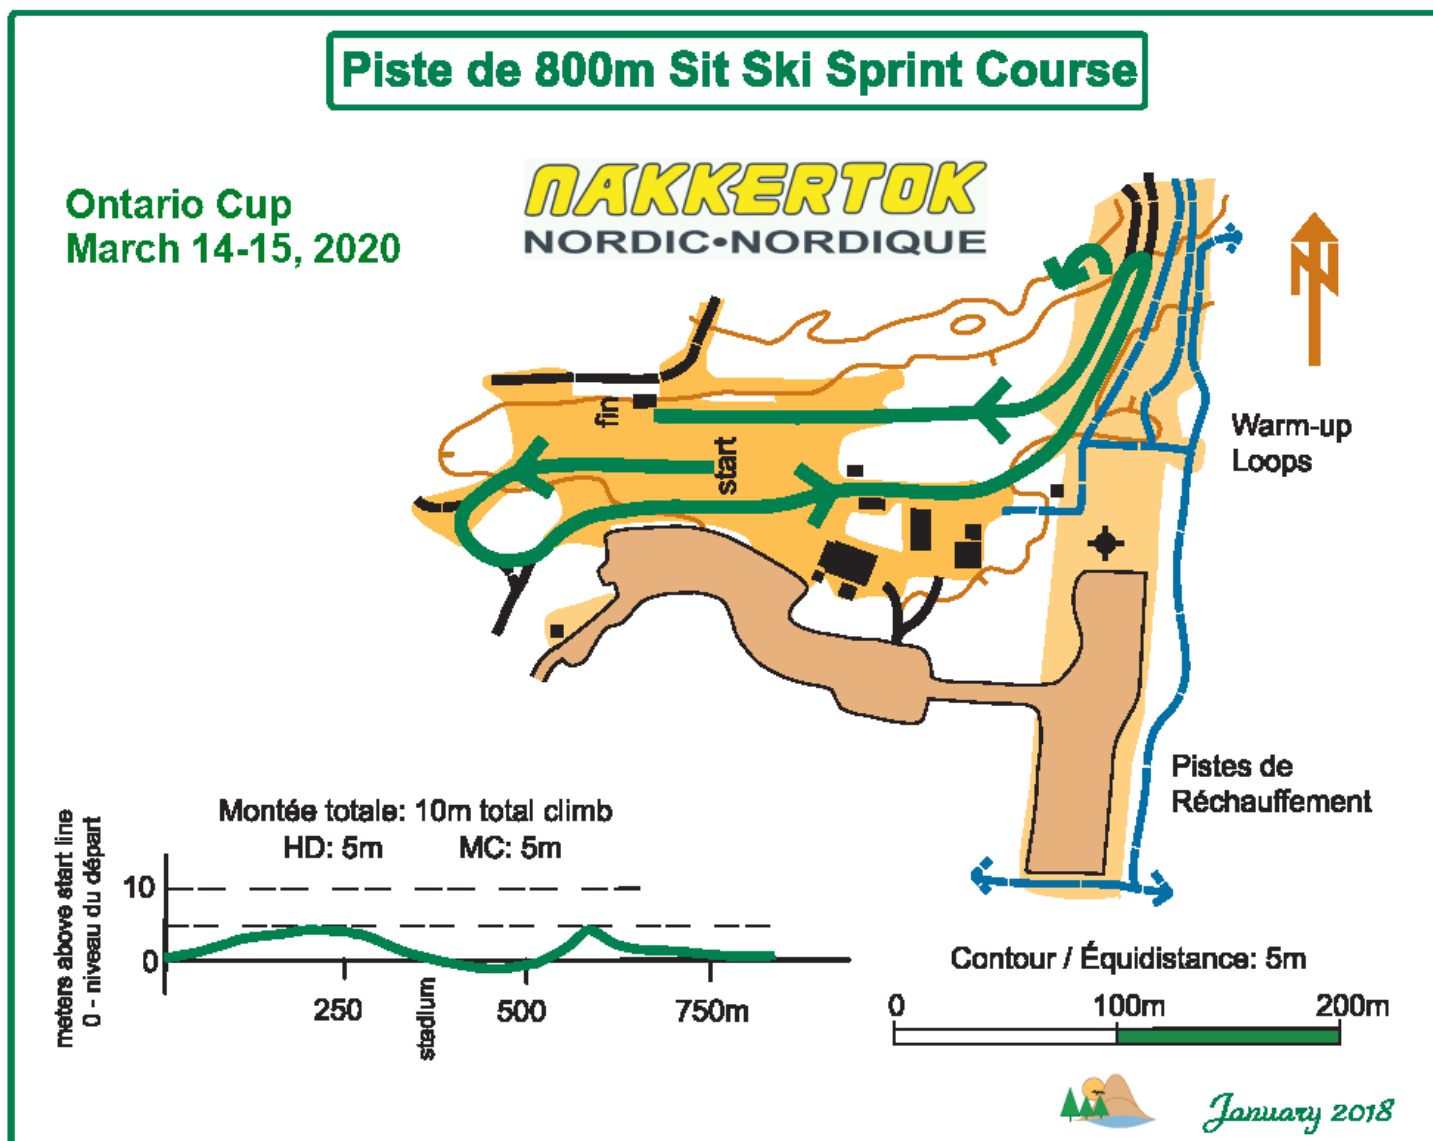 Piste de 800m Sit Ski Sprint Course
NAKKERTOK
NORDIC•NORDIQUE
Ontario Cup
March 14-15, 2020
N
fin
start
Warm-up
Loops
Pistes de
Réchauffement
Montée totale: 10m total climb
HD: 5m MC: 5m
meters above start line
0 - niveau du départ
10
0
250
stadium
500
750m
Contour / Équidistance: 5m
0 100m 200m
January 2018